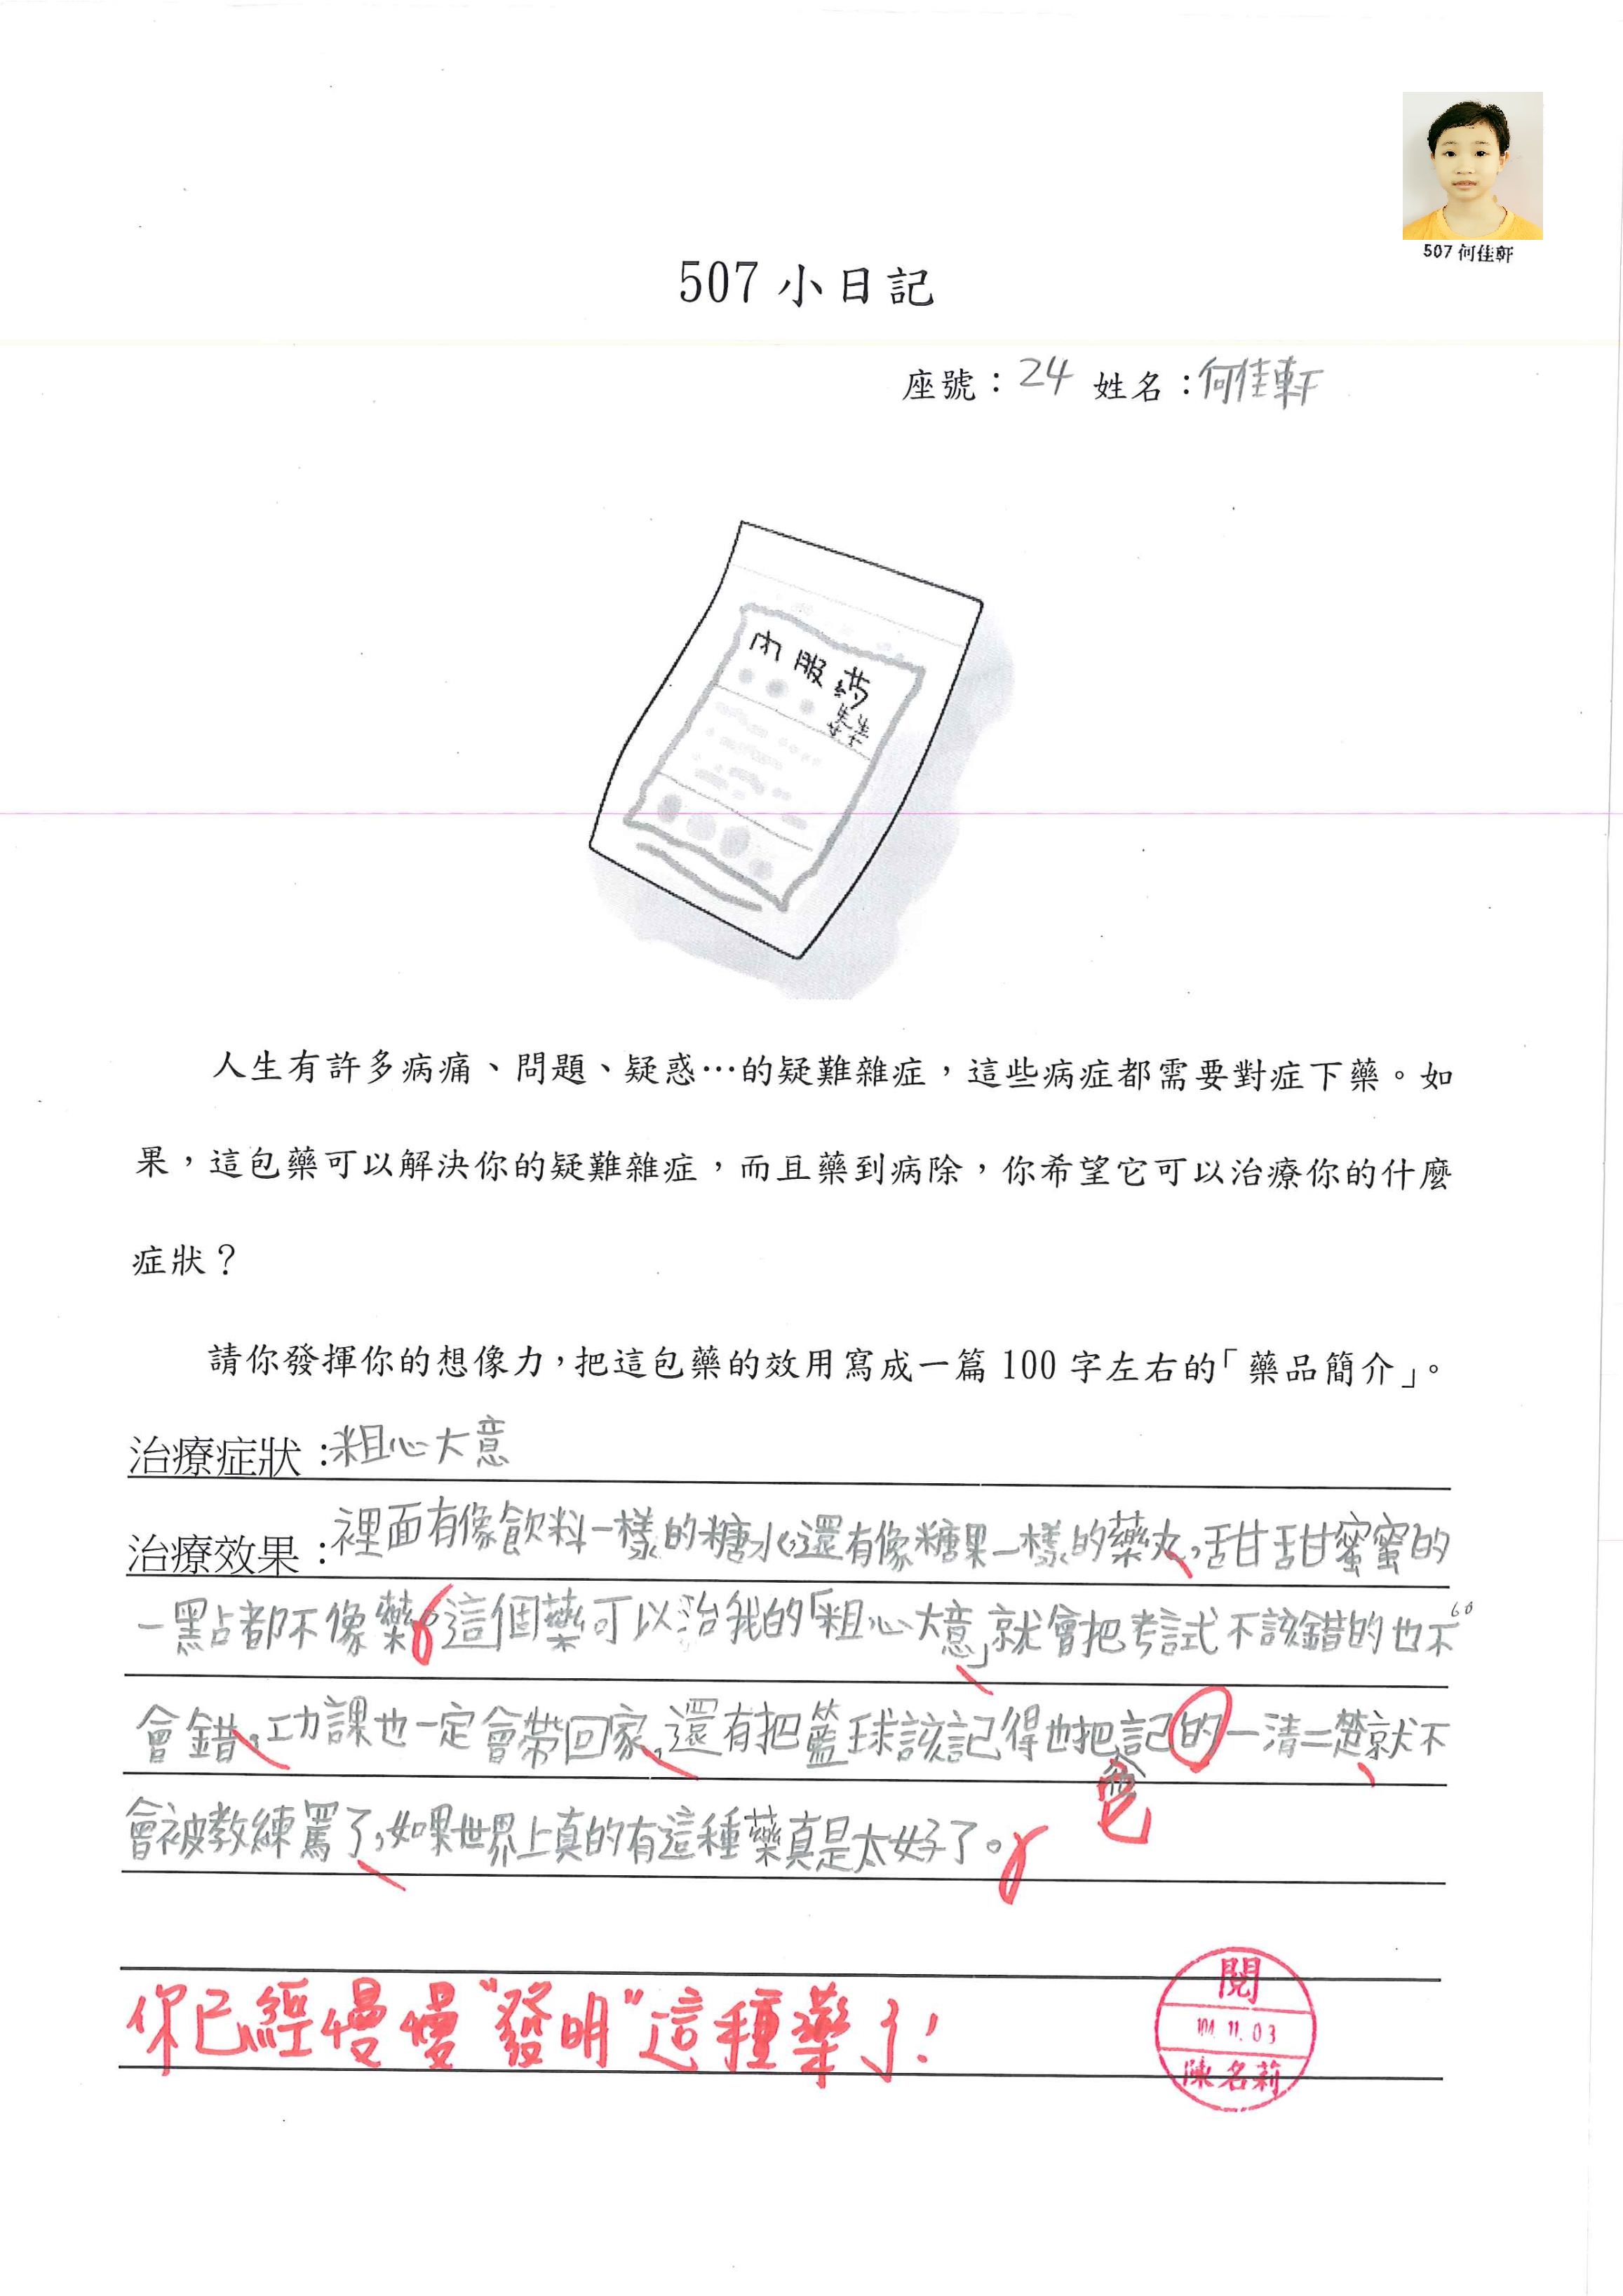 507 何佳軒
507 小日記
座號：24 姓名：何佳軒
內服葯
人生有許多病痛、問題、疑惑…的疑難雜症，這些病症都需要對症下藥。如
果，這包藥可以解決你的疑難雜症，而且藥到病除，你希望它可以治療你的什麼
症狀？
請你發揮你的想像力，把這包藥的效用寫成一篇 100 字左右的「藥品簡介」。
治療症狀：粗心大意
治療效果：裡面有像飲料一樣的糖水，還有像糖果一樣的藥丸，甜甜蜜蜜的
一點都不像藥。這個藥可以治我的「粗心大意」就會把考試不該錯的也不
60
會錯，功課也一定會帶回家，還有把籃球該記得也把記的一清二楚就不
會被教練罵了，如果世界上真的有這種藥真是太好了。
你已經慢慢"發明"這種藥了！
閱
104. 11. 03
陳名莉